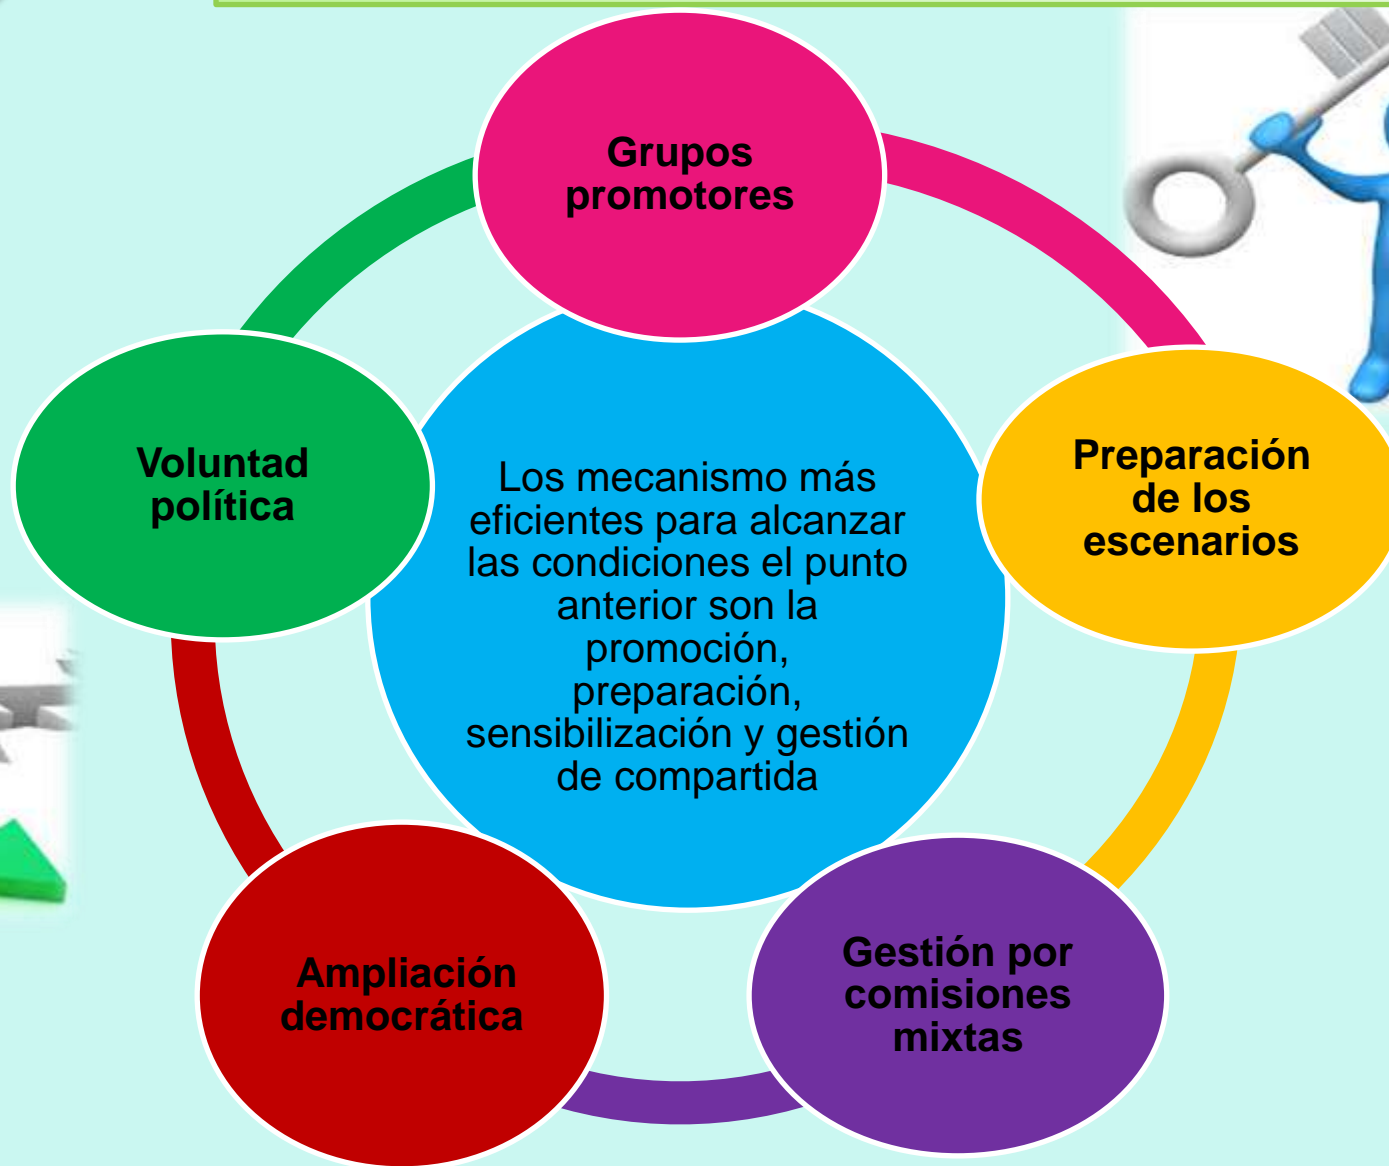 Grupos
promotores
Preparación
de los
escenarios
Gestión por
comisiones
mixtas
Ampliación
democrática
Voluntad
política
Los mecanismo más
eficientes para alcanzar
las condiciones el punto
anterior son la
promoción,
preparación,
sensibilización y gestión
de compartida